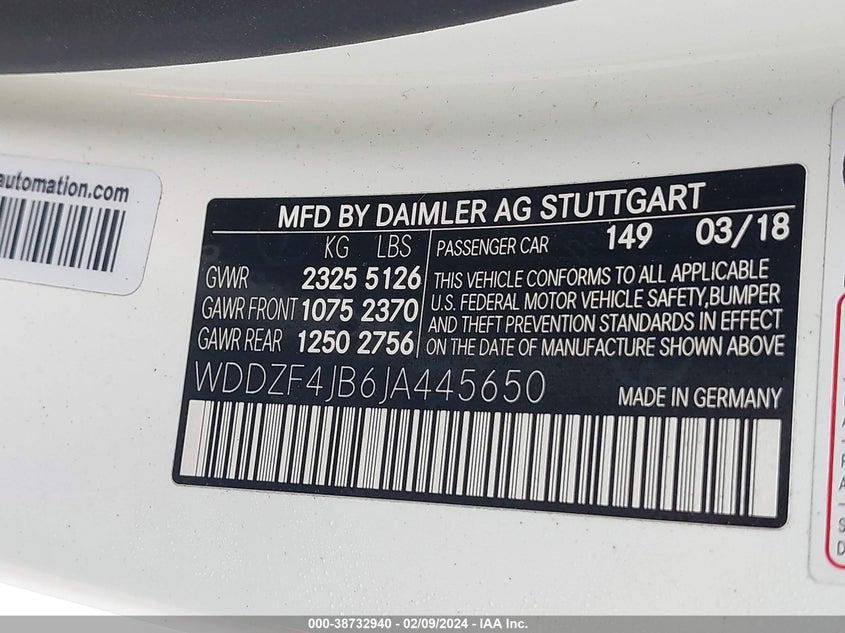 automation.com
MFD BY DAIMLER AG STUTTGART
KG LBS
PASSENGER CAR 149 03/18
GVWR 2325 5126
GAWR FRONT 1075 2370
GAWR REAR 1250 2756
THIS VEHICLE CONFORMS TO ALL APPLICABLE
U.S. FEDERAL MOTOR VEHICLE SAFETY, BUMPER
AND THEFT PREVENTION STANDARDS IN EFFECT
ON THE DATE OF MANUFACTURE SHOWN ABOVE
WDDZF4JB6JA445650
MADE IN GERMANY
000-38732940 - 02/09/2024 - IAA Inc.